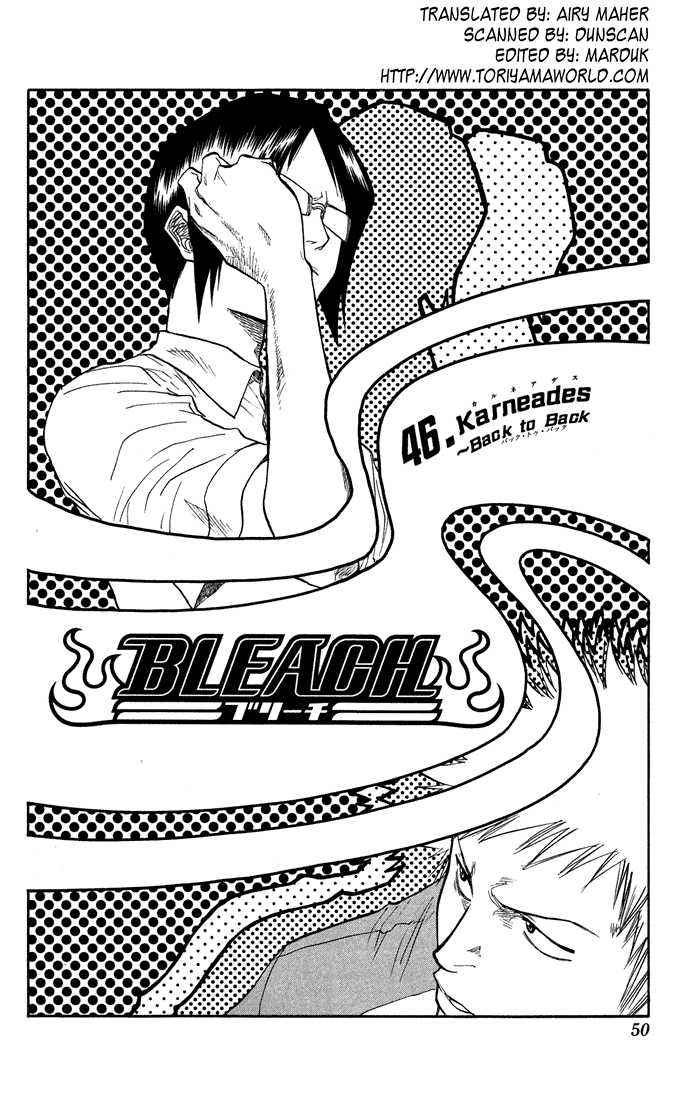 TRANSLATED BY: AIRY MAHER
SCANNED BY: DUNSCAN
EDITED BY: MARDUK
HTTP://WWW.TORIYAMAWORLD.COM
カルネアデス
46. Karneades
~Back to Back
バック・トゥ・バック
BLEACH
ブリーチ
50